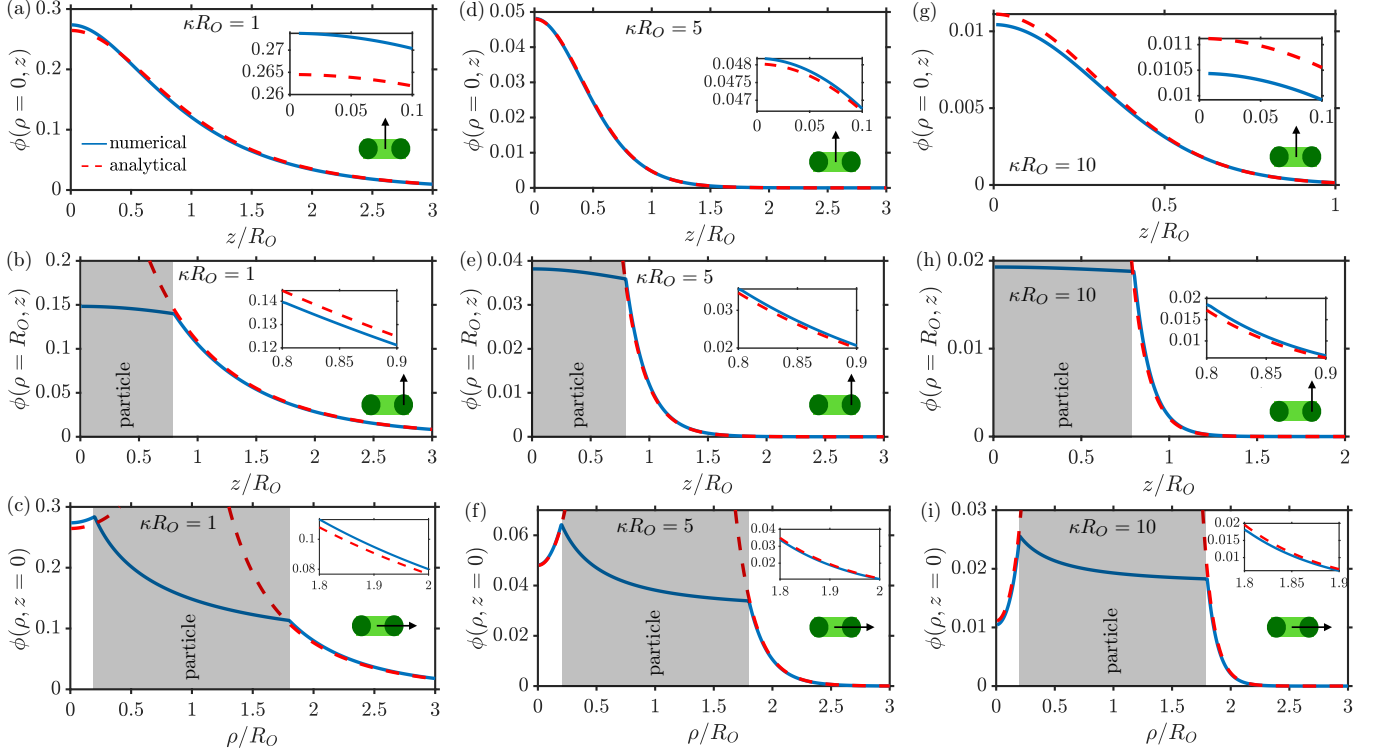 (a)
κR_O = 1
ϕ(ρ = 0, z)
0.3
0.2
0.1
0
0.27
0.265
0.26
0 0.05 0.1
numerical
analytical
0 0.5 1 1.5 2 2.5 3
z/R_O
(d)
κR_O = 5
ϕ(ρ = 0, z)
0.05
0.04
0.03
0.02
0.01
0
0.048
0.047
0 0.05 0.1
0 0.5 1 1.5 2 2.5 3
z/R_O
(g)
ϕ(ρ = 0, z)
0.01
0.005
0
0.011
0.0105
0.01
0 0.05 0.1
κR_O = 10
0 0.5 1
z/R_O
(b)
κR_O = 1
ϕ(ρ = R_O, z)
0.2
0.15
0.1
0.05
0
0.14
0.13
0.12
0.8 0.85 0.9
particle
0 0.5 1 1.5 2 2.5 3
z/R_O
(e)
κR_O = 5
ϕ(ρ = R_O, z)
0.04
0.03
0.02
0.01
0
0.03
0.02
0.8 0.85 0.9
particle
0 0.5 1 1.5 2 2.5 3
z/R_O
(h)
κR_O = 10
ϕ(ρ = R_O, z)
0.02
0.01
0
0.02
0.015
0.01
0.8 0.85 0.9
particle
0 0.5 1 1.5 2
z/R_O
(c)
κR_O = 1
ϕ(ρ, z = 0)
0.3
0.2
0.1
0
0.1
0.08
1.8 1.9 2
particle
0 0.5 1 1.5 2 2.5 3
ρ/R_O
(f)
κR_O = 5
ϕ(ρ, z = 0)
0.06
0.04
0.02
0
0.04
0.03
0.02
0.01
1.8 1.9 2
particle
0 0.5 1 1.5 2 2.5 3
ρ/R_O
(i)
κR_O = 10
ϕ(ρ, z = 0)
0.03
0.02
0.01
0
0.02
0.015
0.01
1.8 1.85 1.9
particle
0 0.5 1 1.5 2 2.5 3
ρ/R_O